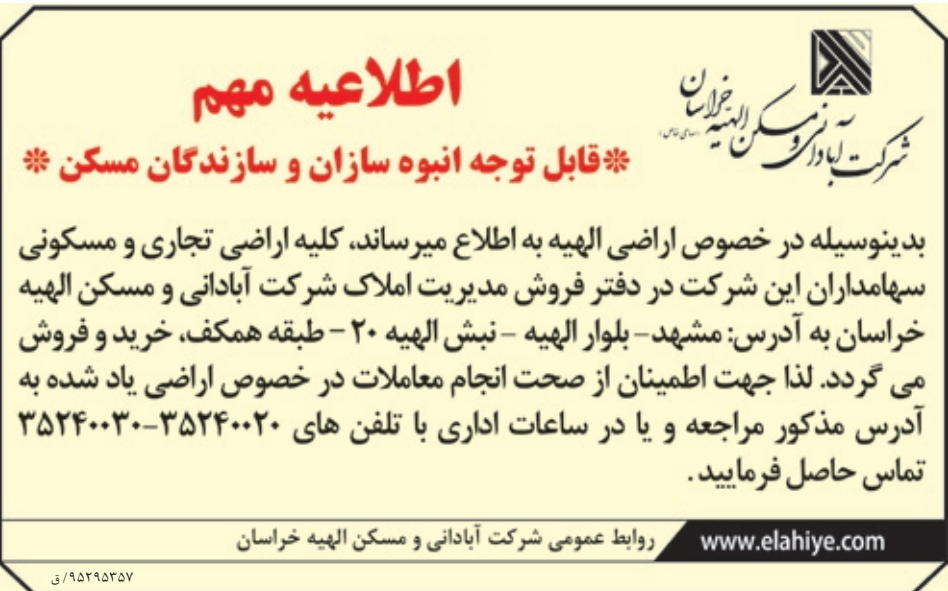 شرکت آبادانی و مسکن الهیه خراسان
(سهامی خاص)
اطلاعیه مهم
❊قابل توجه انبوه سازان و سازندگان مسکن ❊
بدینوسیله در خصوص اراضی الهیه به اطلاع میرساند، کلیه اراضی تجاری و مسکونی
سهامداران این شرکت در دفتر فروش مدیریت املاک شرکت آبادانی و مسکن الهیه
خراسان به آدرس: مشهد- بلوار الهیه - نبش الهیه ۲۰ - طبقه همکف، خرید و فروش
می گردد. لذا جهت اطمینان از صحت انجام معاملات در خصوص اراضی یاد شده به
آدرس مذکور مراجعه و یا در ساعات اداری با تلفن های ۳۵۲۴۰۰۲۰-۳۵۲۴۰۰۳۰
تماس حاصل فرمایید.
روابط عمومی شرکت آبادانی و مسکن الهیه خراسان
www.elahiye.com
۹۵۲۹۵۳۵۷/ ق